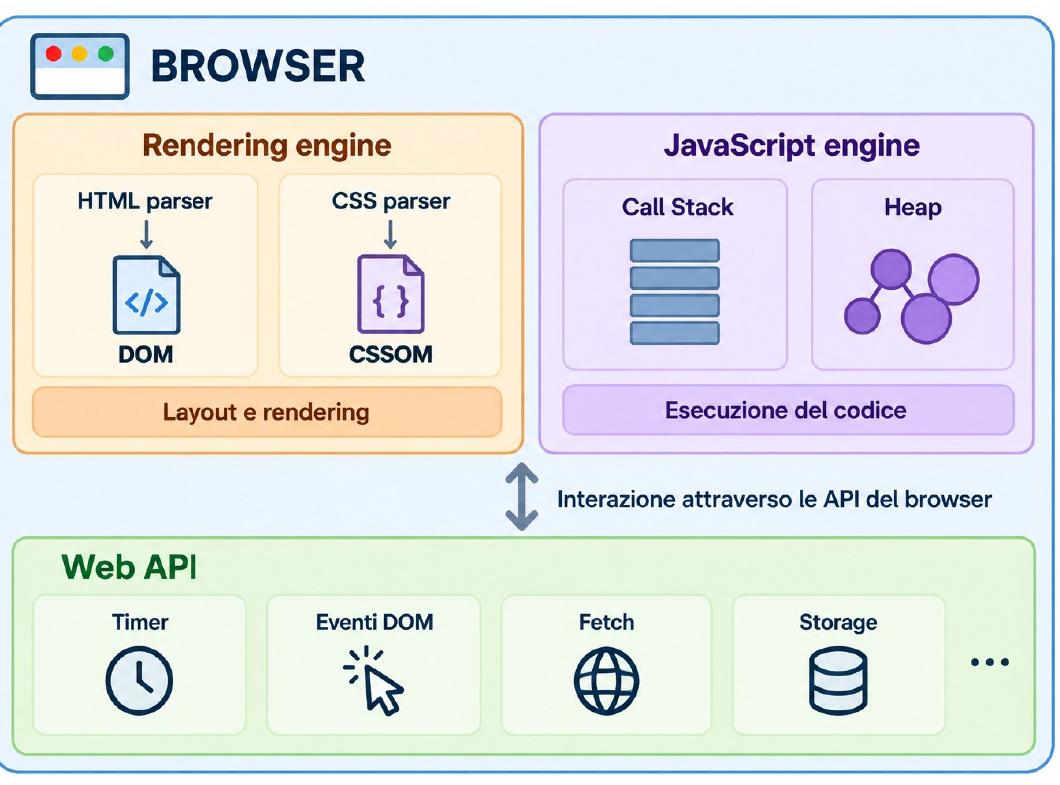 BROWSER
Rendering engine
HTML parser
</>
DOM
CSS parser
{ }
CSSOM
Layout e rendering
JavaScript engine
Call Stack
Heap
Esecuzione del codice
Interazione attraverso le API del browser
Web API
Timer
Eventi DOM
Fetch
Storage
...